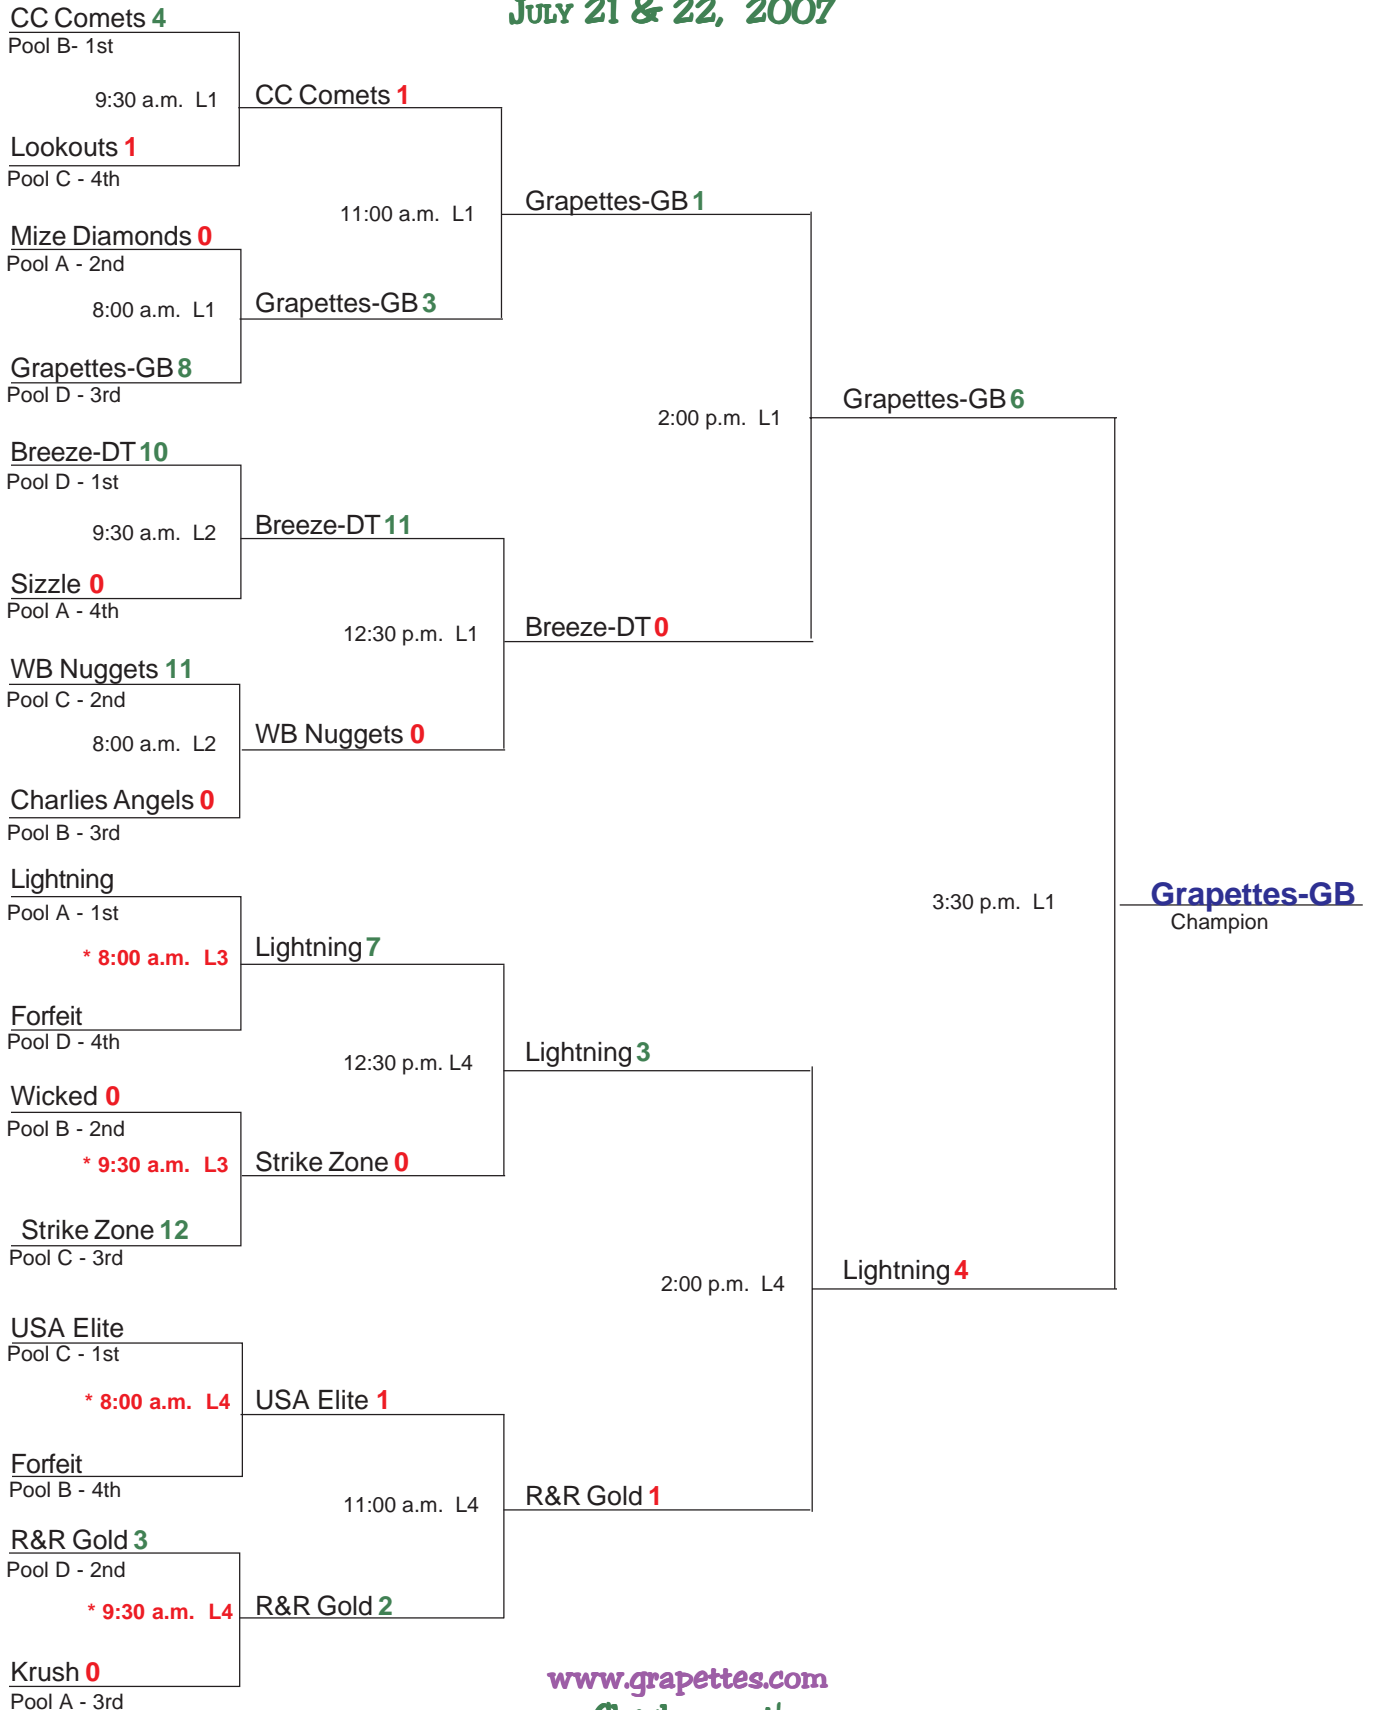 July 21 & 22, 2007
CC Comets 4
Pool B- 1st
9:30 a.m. L1
CC Comets 1
Lookouts 1
Pool C - 4th
11:00 a.m. L1
Grapettes-GB 1
Mize Diamonds 0
Pool A - 2nd
8:00 a.m. L1
Grapettes-GB 3
Grapettes-GB 8
Pool D - 3rd
2:00 p.m. L1
Grapettes-GB 6
Breeze-DT 10
Pool D - 1st
9:30 a.m. L2
Breeze-DT 11
Sizzle 0
Pool A - 4th
12:30 p.m. L1
Breeze-DT 0
WB Nuggets 11
Pool C - 2nd
8:00 a.m. L2
WB Nuggets 0
Charlies Angels 0
Pool B - 3rd
3:30 p.m. L1
Grapettes-GB
Champion
Lightning
Pool A - 1st
* 8:00 a.m. L3
Lightning 7
Forfeit
Pool D - 4th
12:30 p.m. L4
Lightning 3
Wicked 0
Pool B - 2nd
* 9:30 a.m. L3
Strike Zone 0
Strike Zone 12
Pool C - 3rd
2:00 p.m. L4
Lightning 4
USA Elite
Pool C - 1st
* 8:00 a.m. L4
USA Elite 1
Forfeit
Pool B - 4th
11:00 a.m. L4
R&R Gold 1
R&R Gold 3
Pool D - 2nd
* 9:30 a.m. L4
R&R Gold 2
Krush 0
Pool A - 3rd
www.grapettes.com